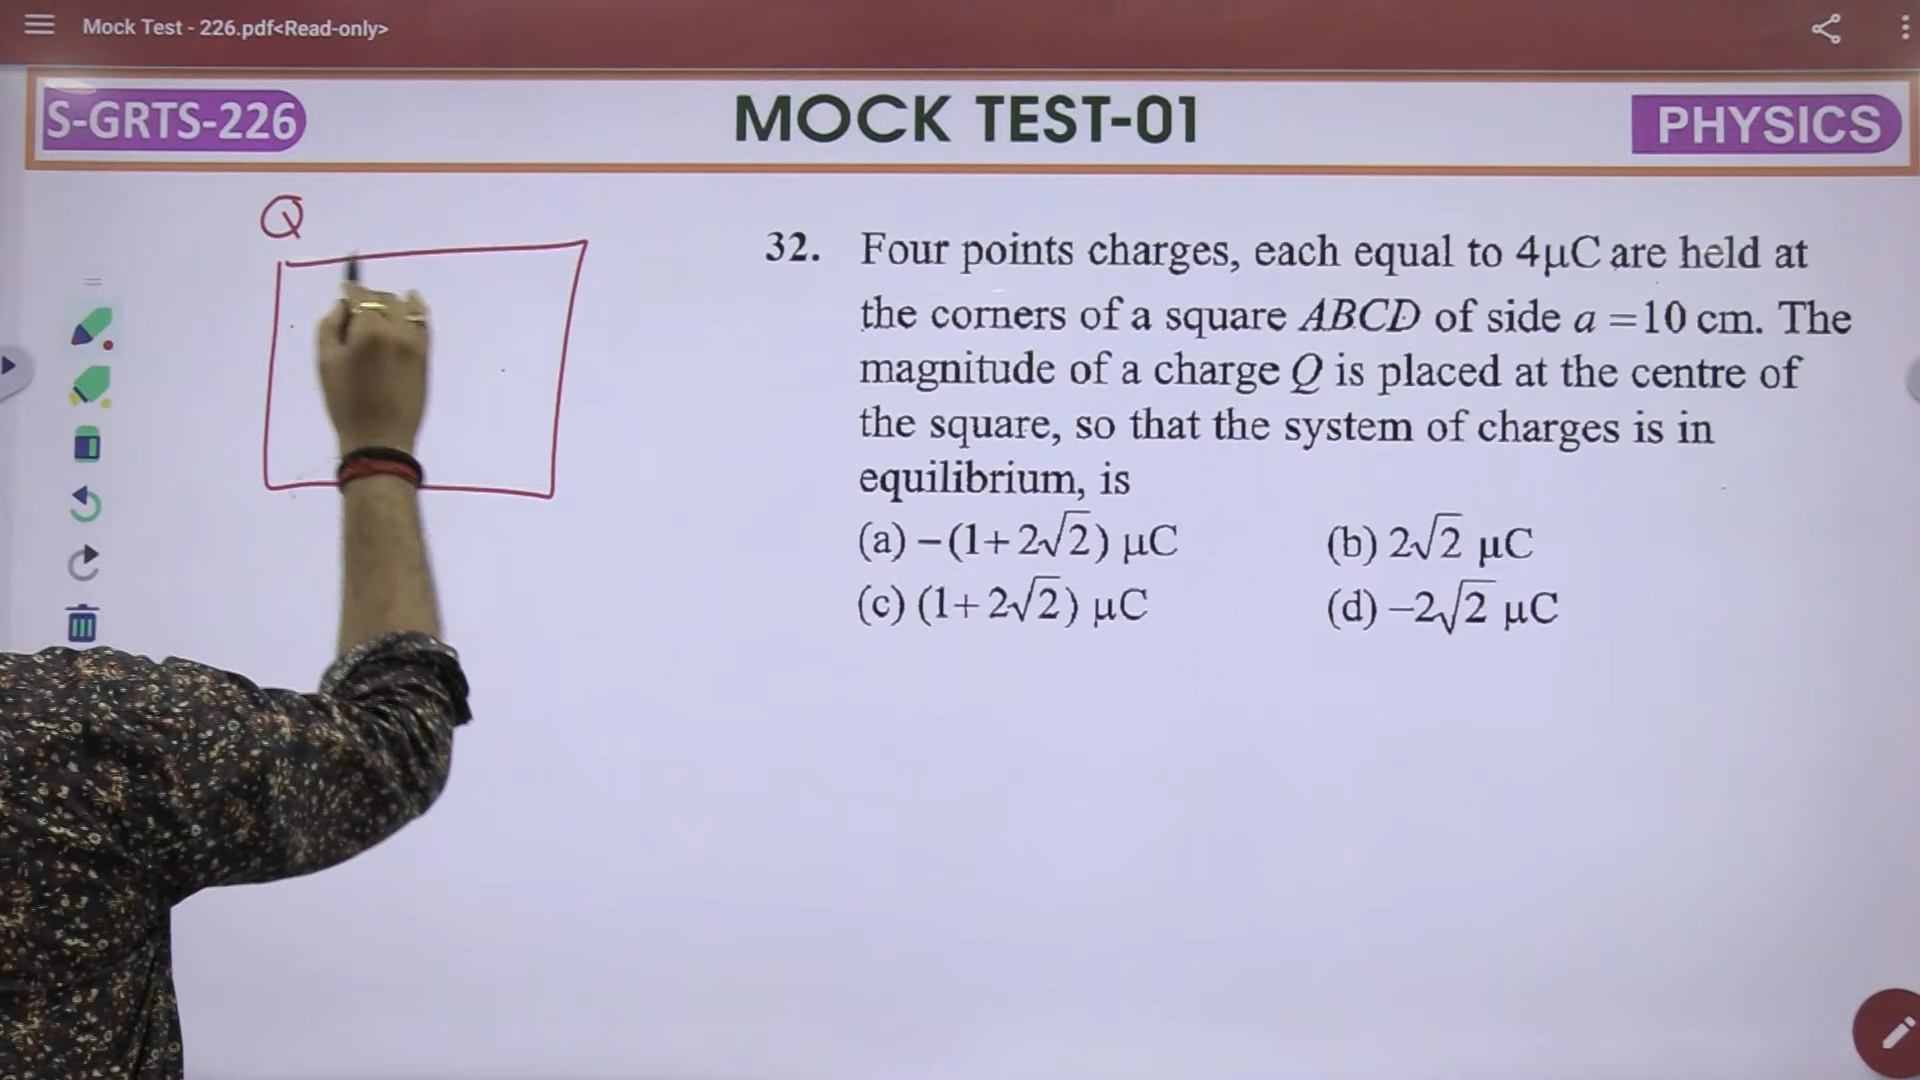 Mock Test - 226.pdf<Read-only>
S-GRTS-226
MOCK TEST-01
PHYSICS
Q
32. Four points charges, each equal to 4μC are held at
the corners of a square ABCD of side a = 10 cm. The
magnitude of a charge Q is placed at the centre of
the square, so that the system of charges is in
equilibrium, is
(a) −(1+2√2) μC (b) 2√2 μC
(c) (1+2√2) μC (d) −2√2 μC